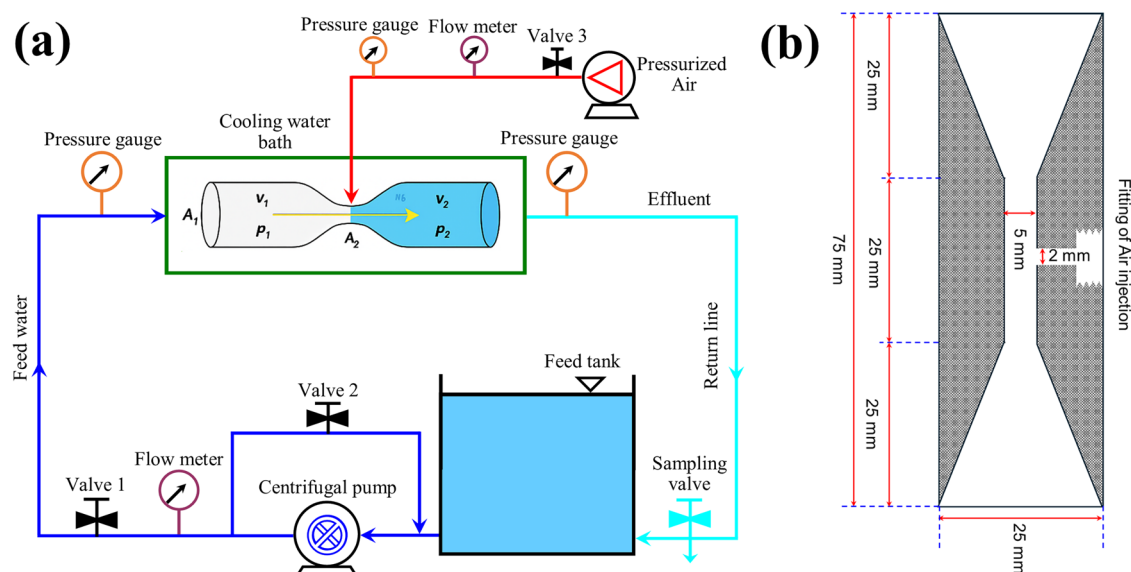 (a)
Pressure gauge
Flow meter
Valve 3
Pressurized
Air
Cooling water
bath
Pressure gauge
Pressure gauge
A1
v1
p1
A2
v2
p2
Effluent
Feed water
Return line
Feed tank
Valve 2
Flow meter
Valve 1
Centrifugal pump
Sampling
valve
(b)
25 mm
75 mm
25 mm
5 mm
2 mm
Fitting of Air injection
25 mm
25 mm